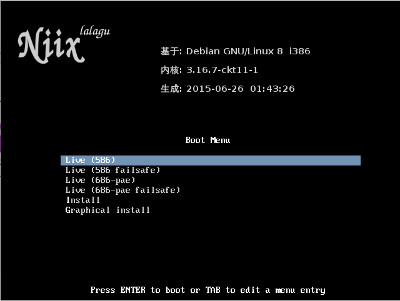 Niix lalagu
基于: Debian GNU/Linux 8 i386
内核: 3.16.7-ckt11-1
生成: 2015-06-26 01:43:26
Boot Menu
Live (586)
Live (586 failsafe)
Live (686-pae)
Live (686-pae failsafe)
Install
Graphical install
Press ENTER to boot or TAB to edit a menu entry